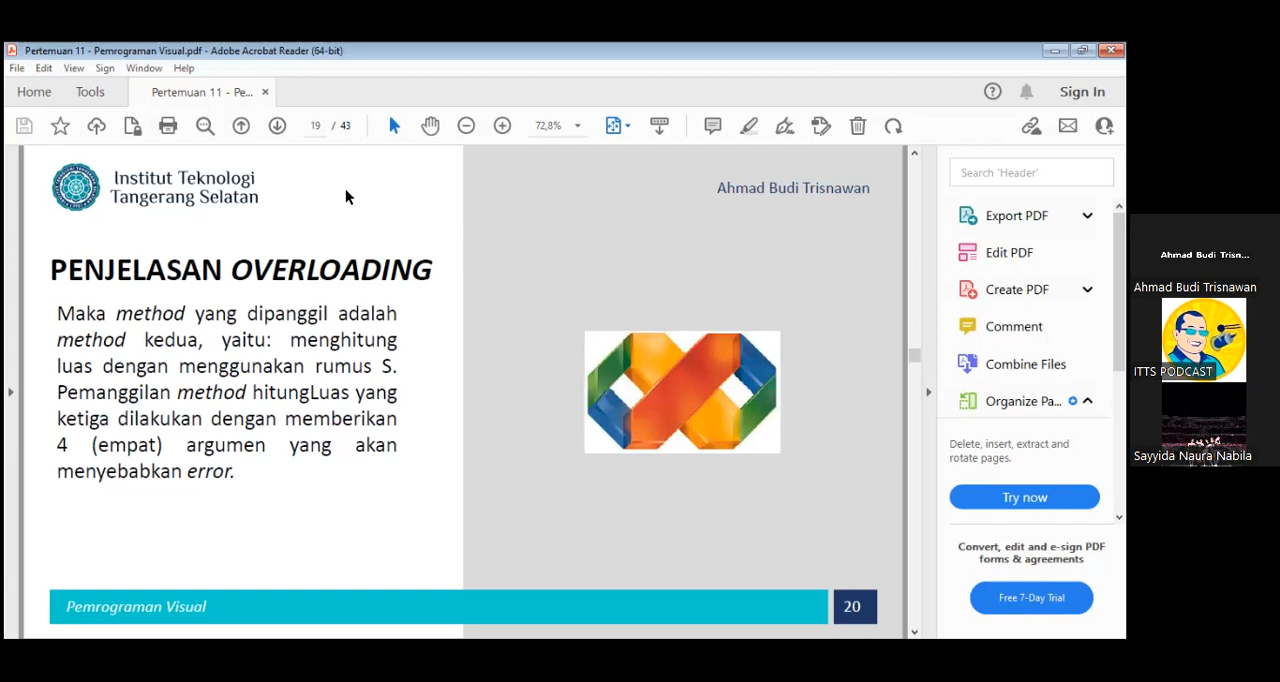 Pertemuan 11 - Pemrograman Visual.pdf - Adobe Acrobat Reader (64-bit)
File Edit View Sign Window Help
Home Tools Pertemuan 11 - Pe... × Sign In
19 / 43 72,8%
Institut Teknologi
Tangerang Selatan
Ahmad Budi Trisnawan
PENJELASAN OVERLOADING
Maka method yang dipanggil adalah
method kedua, yaitu: menghitung
luas dengan menggunakan rumus S.
Pemanggilan method hitungLuas yang
ketiga dilakukan dengan memberikan
4 (empat) argumen yang akan
menyebabkan error.
Pemrograman Visual 20
Search 'Header'
Export PDF
Edit PDF
Create PDF
Comment
Combine Files
Organize Pa...
Delete, insert, extract and
rotate pages.
Try now
Convert, edit and e-sign PDF
forms & agreements
Free 7-Day Trial
Ahmad Budi Trisn...
Ahmad Budi Trisnawan
ITTS PODCAST
Sayyida Naura Nabila